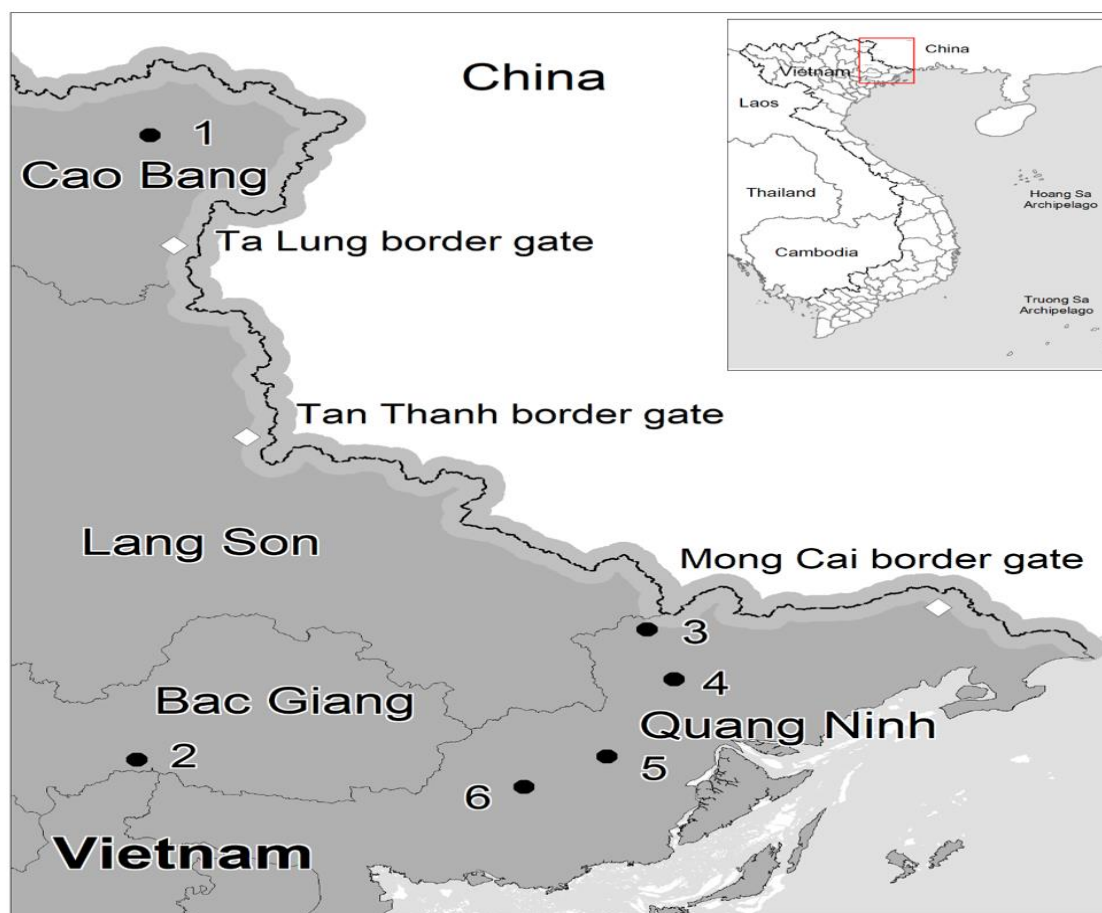 China
1
Cao Bang
Ta Lung border gate
Tan Thanh border gate
Lang Son
Mong Cai border gate
3
4
Bac Giang
Quang Ninh
2
5
6
Vietnam
China
Vietnam
Laos
Thailand
Hoang Sa
Archipelago
Cambodia
Truong Sa
Archipelago